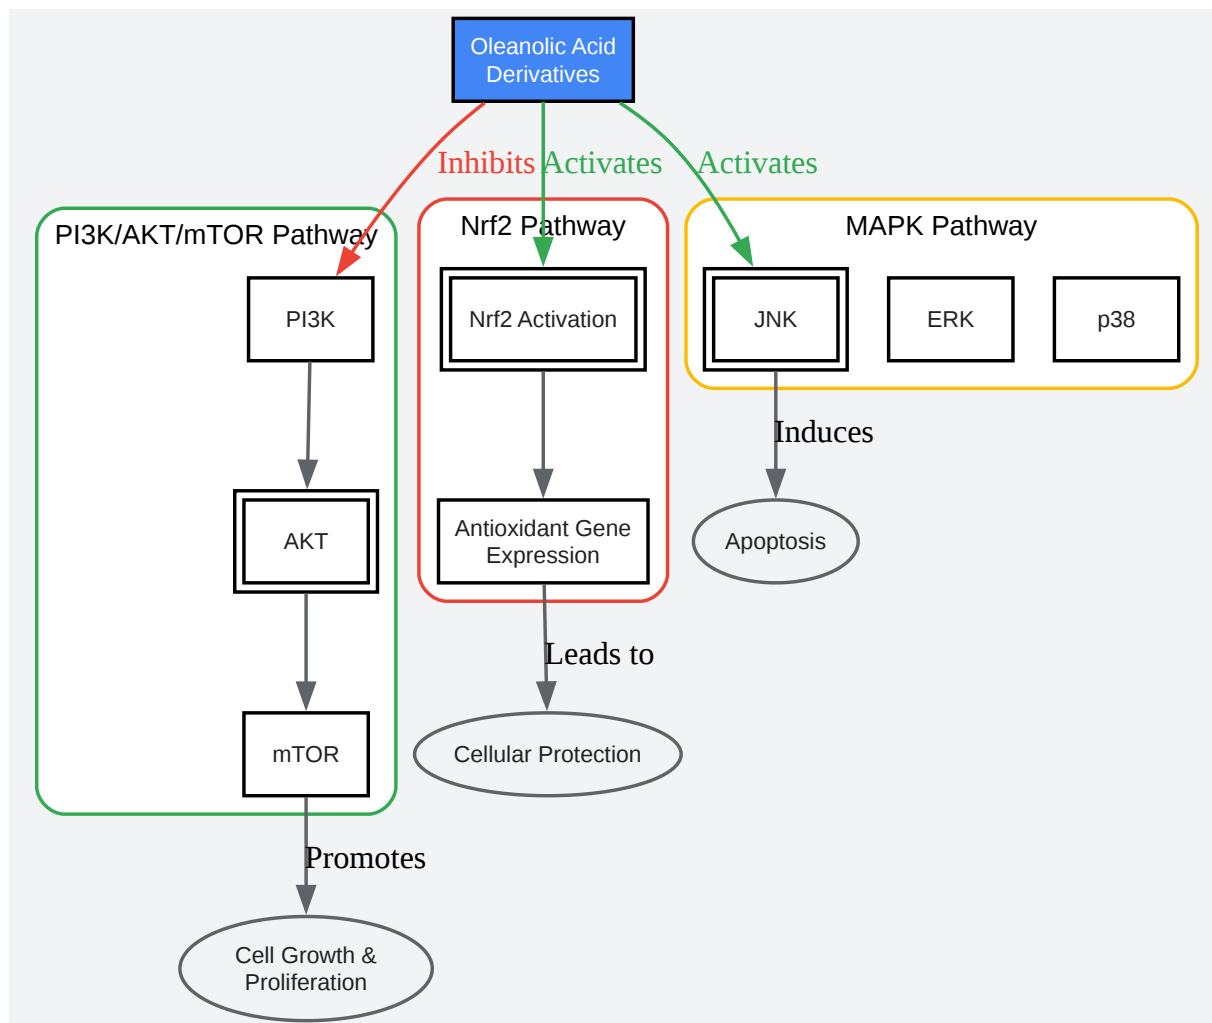 Oleanolic Acid
Derivatives
Inhibits
Activates
Activates
PI3K/AKT/mTOR Pathway
Nrf2 Pathway
MAPK Pathway
PI3K
Nrf2 Activation
JNK
ERK
p38
Induces
AKT
Antioxidant Gene
Expression
Apoptosis
Leads to
mTOR
Cellular Protection
Promotes
Cell Growth &
Proliferation